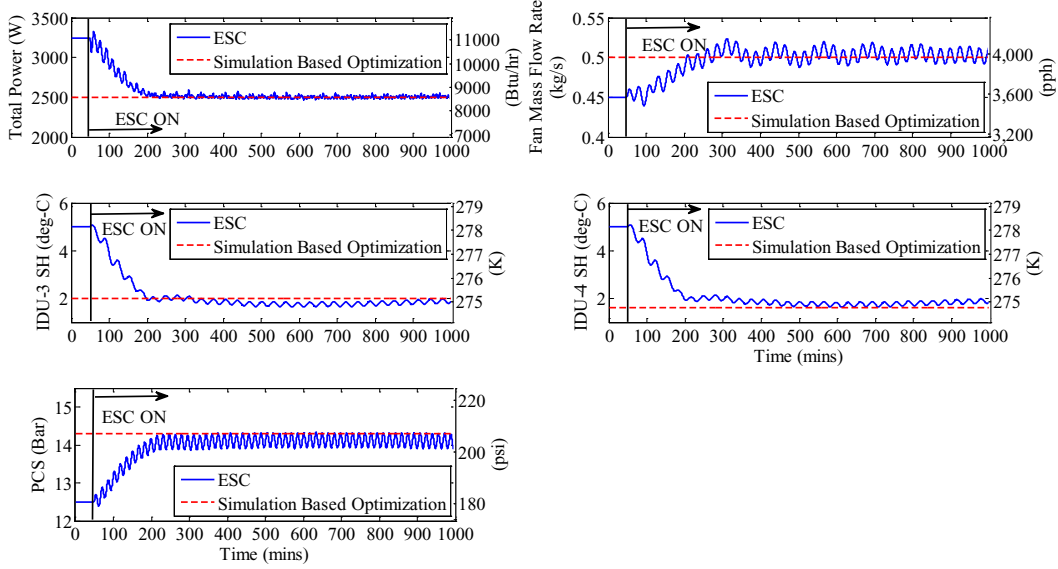 Total Power (W)
3500
3000
2500
2000
ESC
Simulation Based Optimization
ESC ON
11000
10000
9000
8000
7000
(Btu/hr)
0 100 200 300 400 500 600 700 800 900 1000
Fan Mass Flow Rate
(kg/s)
0.55
0.5
0.45
0.4
ESC ON
ESC
Simulation Based Optimization
4,000
3,600
3,200
(pph)
0 100 200 300 400 500 600 700 800 900 1000
IDU-3 SH (deg-C)
6
4
2
ESC ON
ESC
Simulation Based Optimization
279
278
277
276
275
(K)
0 100 200 300 400 500 600 700 800 900 1000
IDU-4 SH (deg-C)
6
4
2
ESC ON
ESC
Simulation Based Optimization
279
278
277
276
275
(K)
0 100 200 300 400 500 600 700 800 900 1000
Time (mins)
PCS (Bar)
15
14
13
12
ESC ON
ESC
Simulation Based Optimization
220
200
180
(psi)
0 100 200 300 400 500 600 700 800 900 1000
Time (mins)